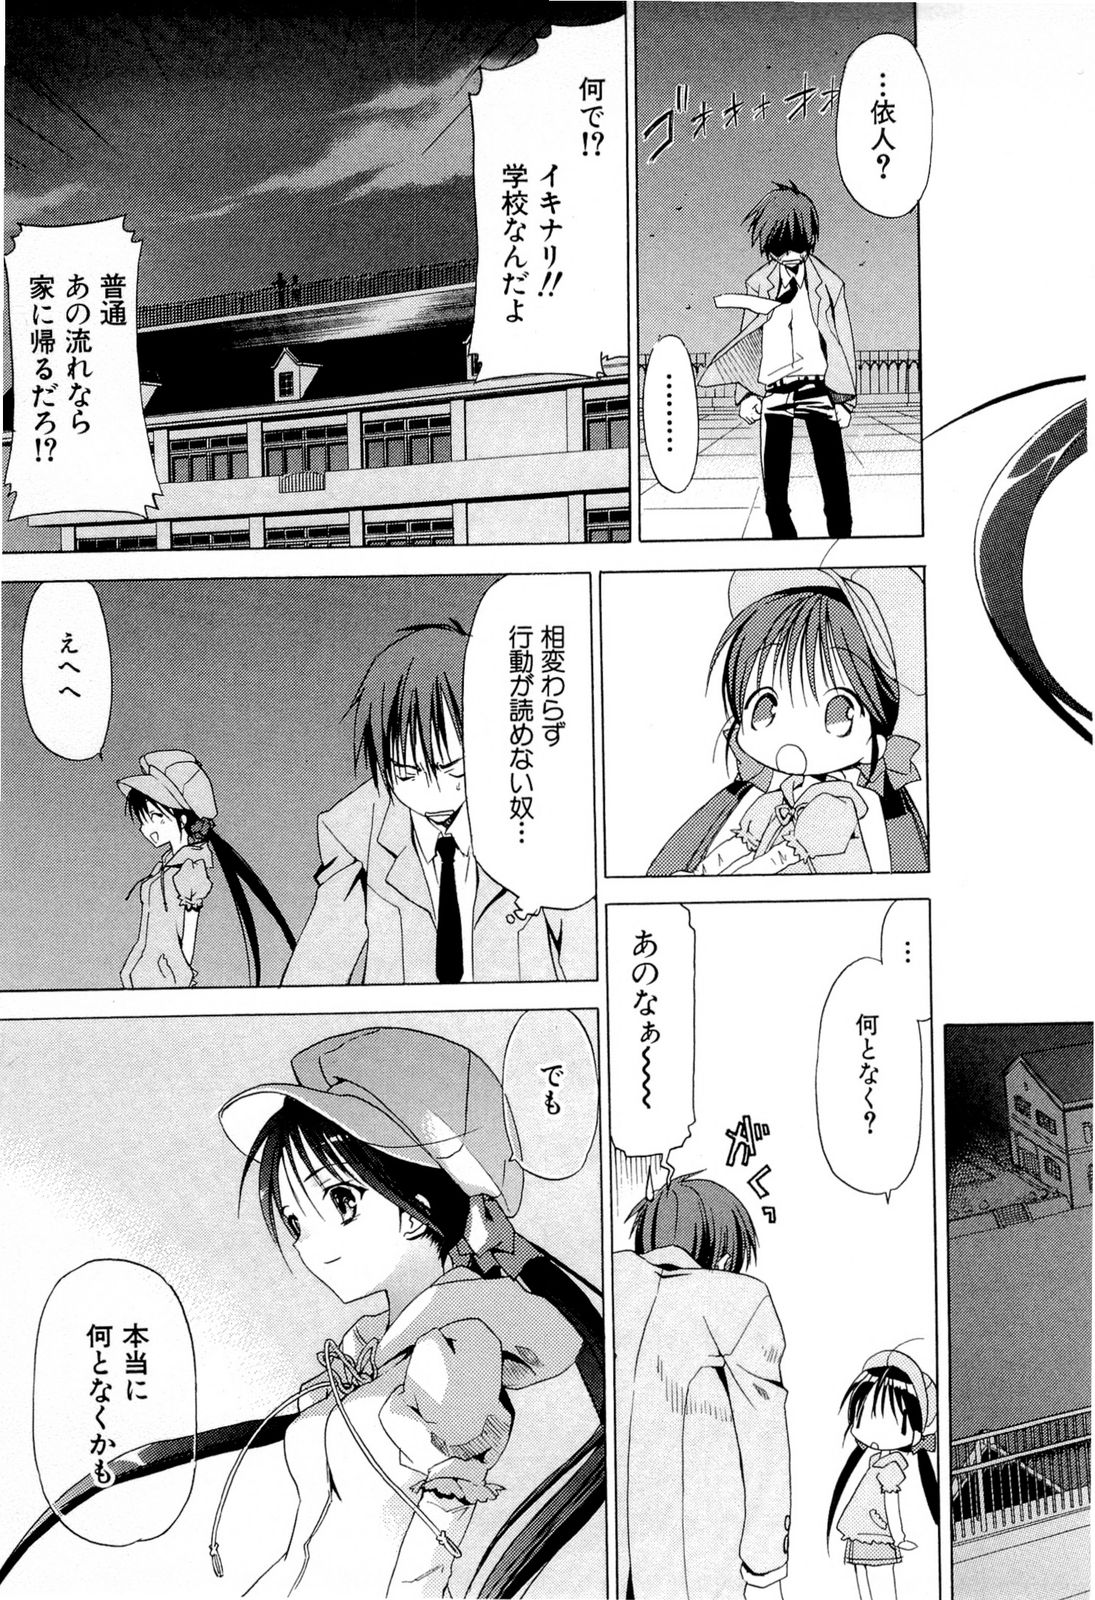 …依人?
ゴォォォォォ
………
何で!?
イキナリ!!
学校なんだよ
普通
あの流れなら
家に帰るだろ!?
…
何となく?
ガくっ
あのなぁ〜〜〜
相変わらず
行動が読めない奴…
えへへ
でも
本当に
何となくかも